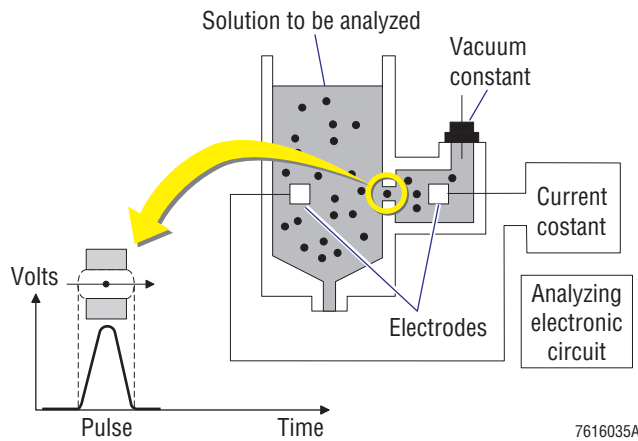 Solution to be analyzed
Vacuum
constant
Current
costant
Volts
Electrodes
Analyzing
electronic
circuit
Pulse
Time
7616035A